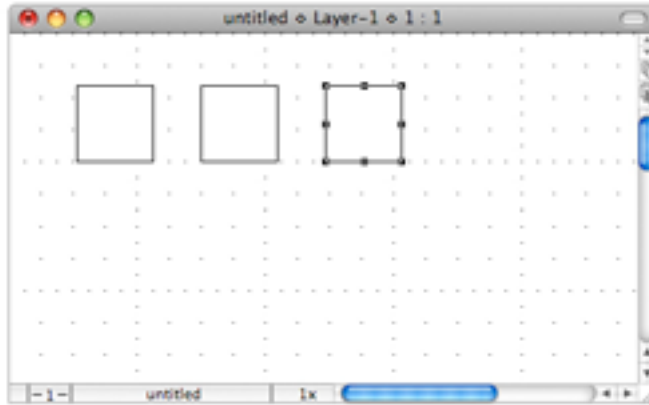 untitled ⋄ Layer-1 ⋄ 1 : 1
-1- untitled 1x